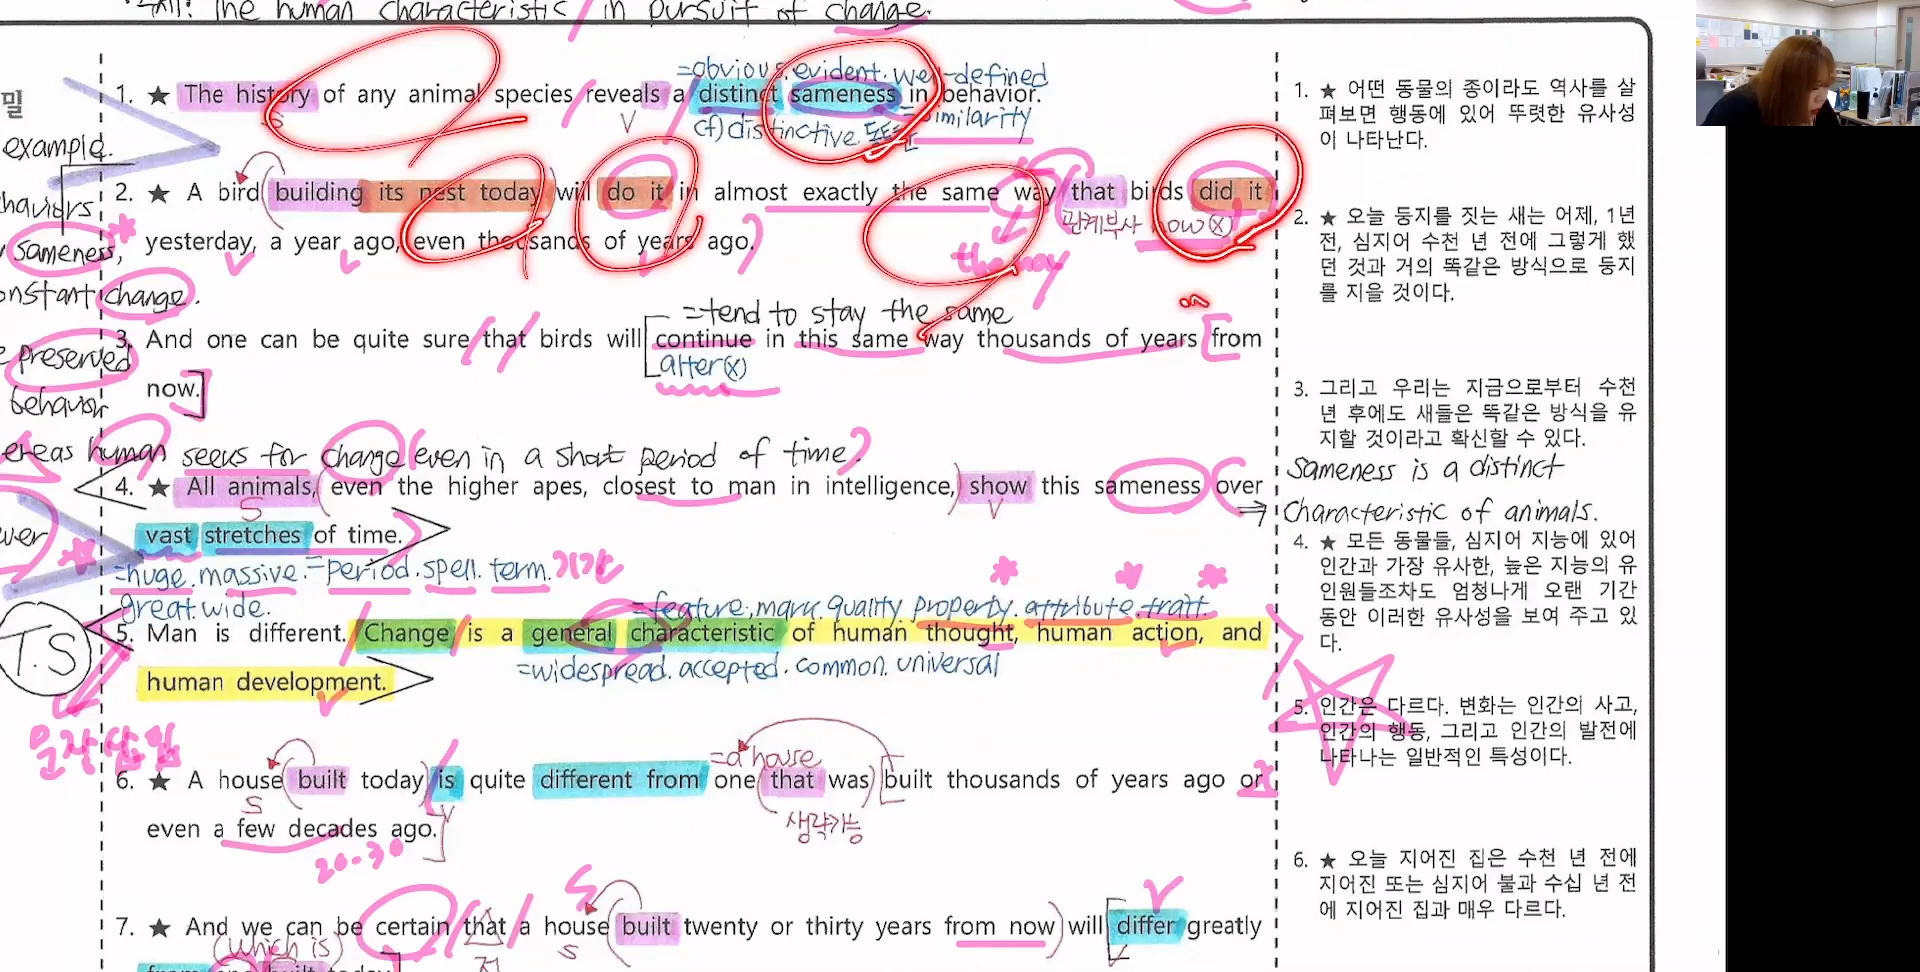 the human characteristic in pursuit of change.
밀
example.
haviors
sameness,
onstant change.
preserved
behavior
=obvious. evident. well-defined
1. ★ The history of any animal species reveals a distinct sameness in behavior.
S
V
cf) distinctive
=similarity
2. ★ A bird building its nest today will do it in almost exactly the same way that birds did it
관계부사 how(x)
yesterday, a year ago, even thousands of years ago.
the way
=tend to stay the same
3. And one can be quite sure that birds will continue in this same way thousands of years from
alter(x)
now.
ereas human seeks for change (even in a short period of time)
4. ★ All animals, even the higher apes, closest to man in intelligence, show this sameness over
S
V
vast stretches of time.
=huge. massive. =period. spell. term. 기간
great. wide.
=feature, mark. quality. property. attribute. trait
T.S
5. Man is different. Change is a general characteristic of human thought, human action, and
=widespread. accepted. common. universal
human development.
문장삽입
=a house
6. ★ A house built today is quite different from one that was built thousands of years ago or
S
V
생략가능
even a few decades ago.
20-30
7. ★ And we can be certain that a house built twenty or thirty years from now will differ greatly
(which is)
S
V
from one built today
1. ★ 어떤 동물의 종이라도 역사를 살
펴보면 행동에 있어 뚜렷한 유사성
이 나타난다.
2. ★ 오늘 둥지를 짓는 새는 어제, 1년
전, 심지어 수천 년 전에 그렇게 했
던 것과 거의 똑같은 방식으로 둥지
를 지을 것이다.
3. 그리고 우리는 지금으로부터 수천
년 후에도 새들은 똑같은 방식을 유
지할 것이라고 확신할 수 있다.
Sameness is a distinct
Characteristic of animals.
4. ★ 모든 동물들, 심지어 지능에 있어
인간과 가장 유사한, 높은 지능의 유
인원들조차도 엄청나게 오랜 기간
동안 이러한 유사성을 보여 주고 있
다.
5. 인간은 다르다. 변화는 인간의 사고,
인간의 행동, 그리고 인간의 발전에
나타나는 일반적인 특성이다.
6. ★ 오늘 지어진 집은 수천 년 전에
지어진 또는 심지어 불과 수십 년 전
에 지어진 집과 매우 다르다.